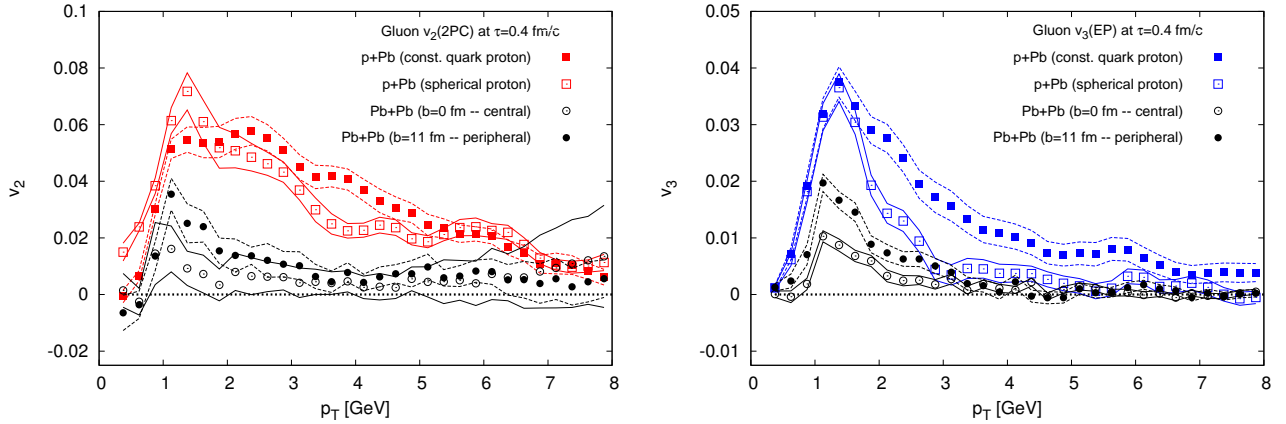 Gluon v2(2PC) at τ=0.4 fm/c
p+Pb (const. quark proton)
p+Pb (spherical proton)
Pb+Pb (b=0 fm -- central)
Pb+Pb (b=11 fm -- peripheral)
0.1
0.08
0.06
0.04
0.02
0
-0.02
v2
0 1 2 3 4 5 6 7 8
pT [GeV]
Gluon v3(EP) at τ=0.4 fm/c
p+Pb (const. quark proton)
p+Pb (spherical proton)
Pb+Pb (b=0 fm -- central)
Pb+Pb (b=11 fm -- peripheral)
0.04
0.03
0.02
0.01
0
-0.01
v3
0 1 2 3 4 5 6 7 8
pT [GeV]